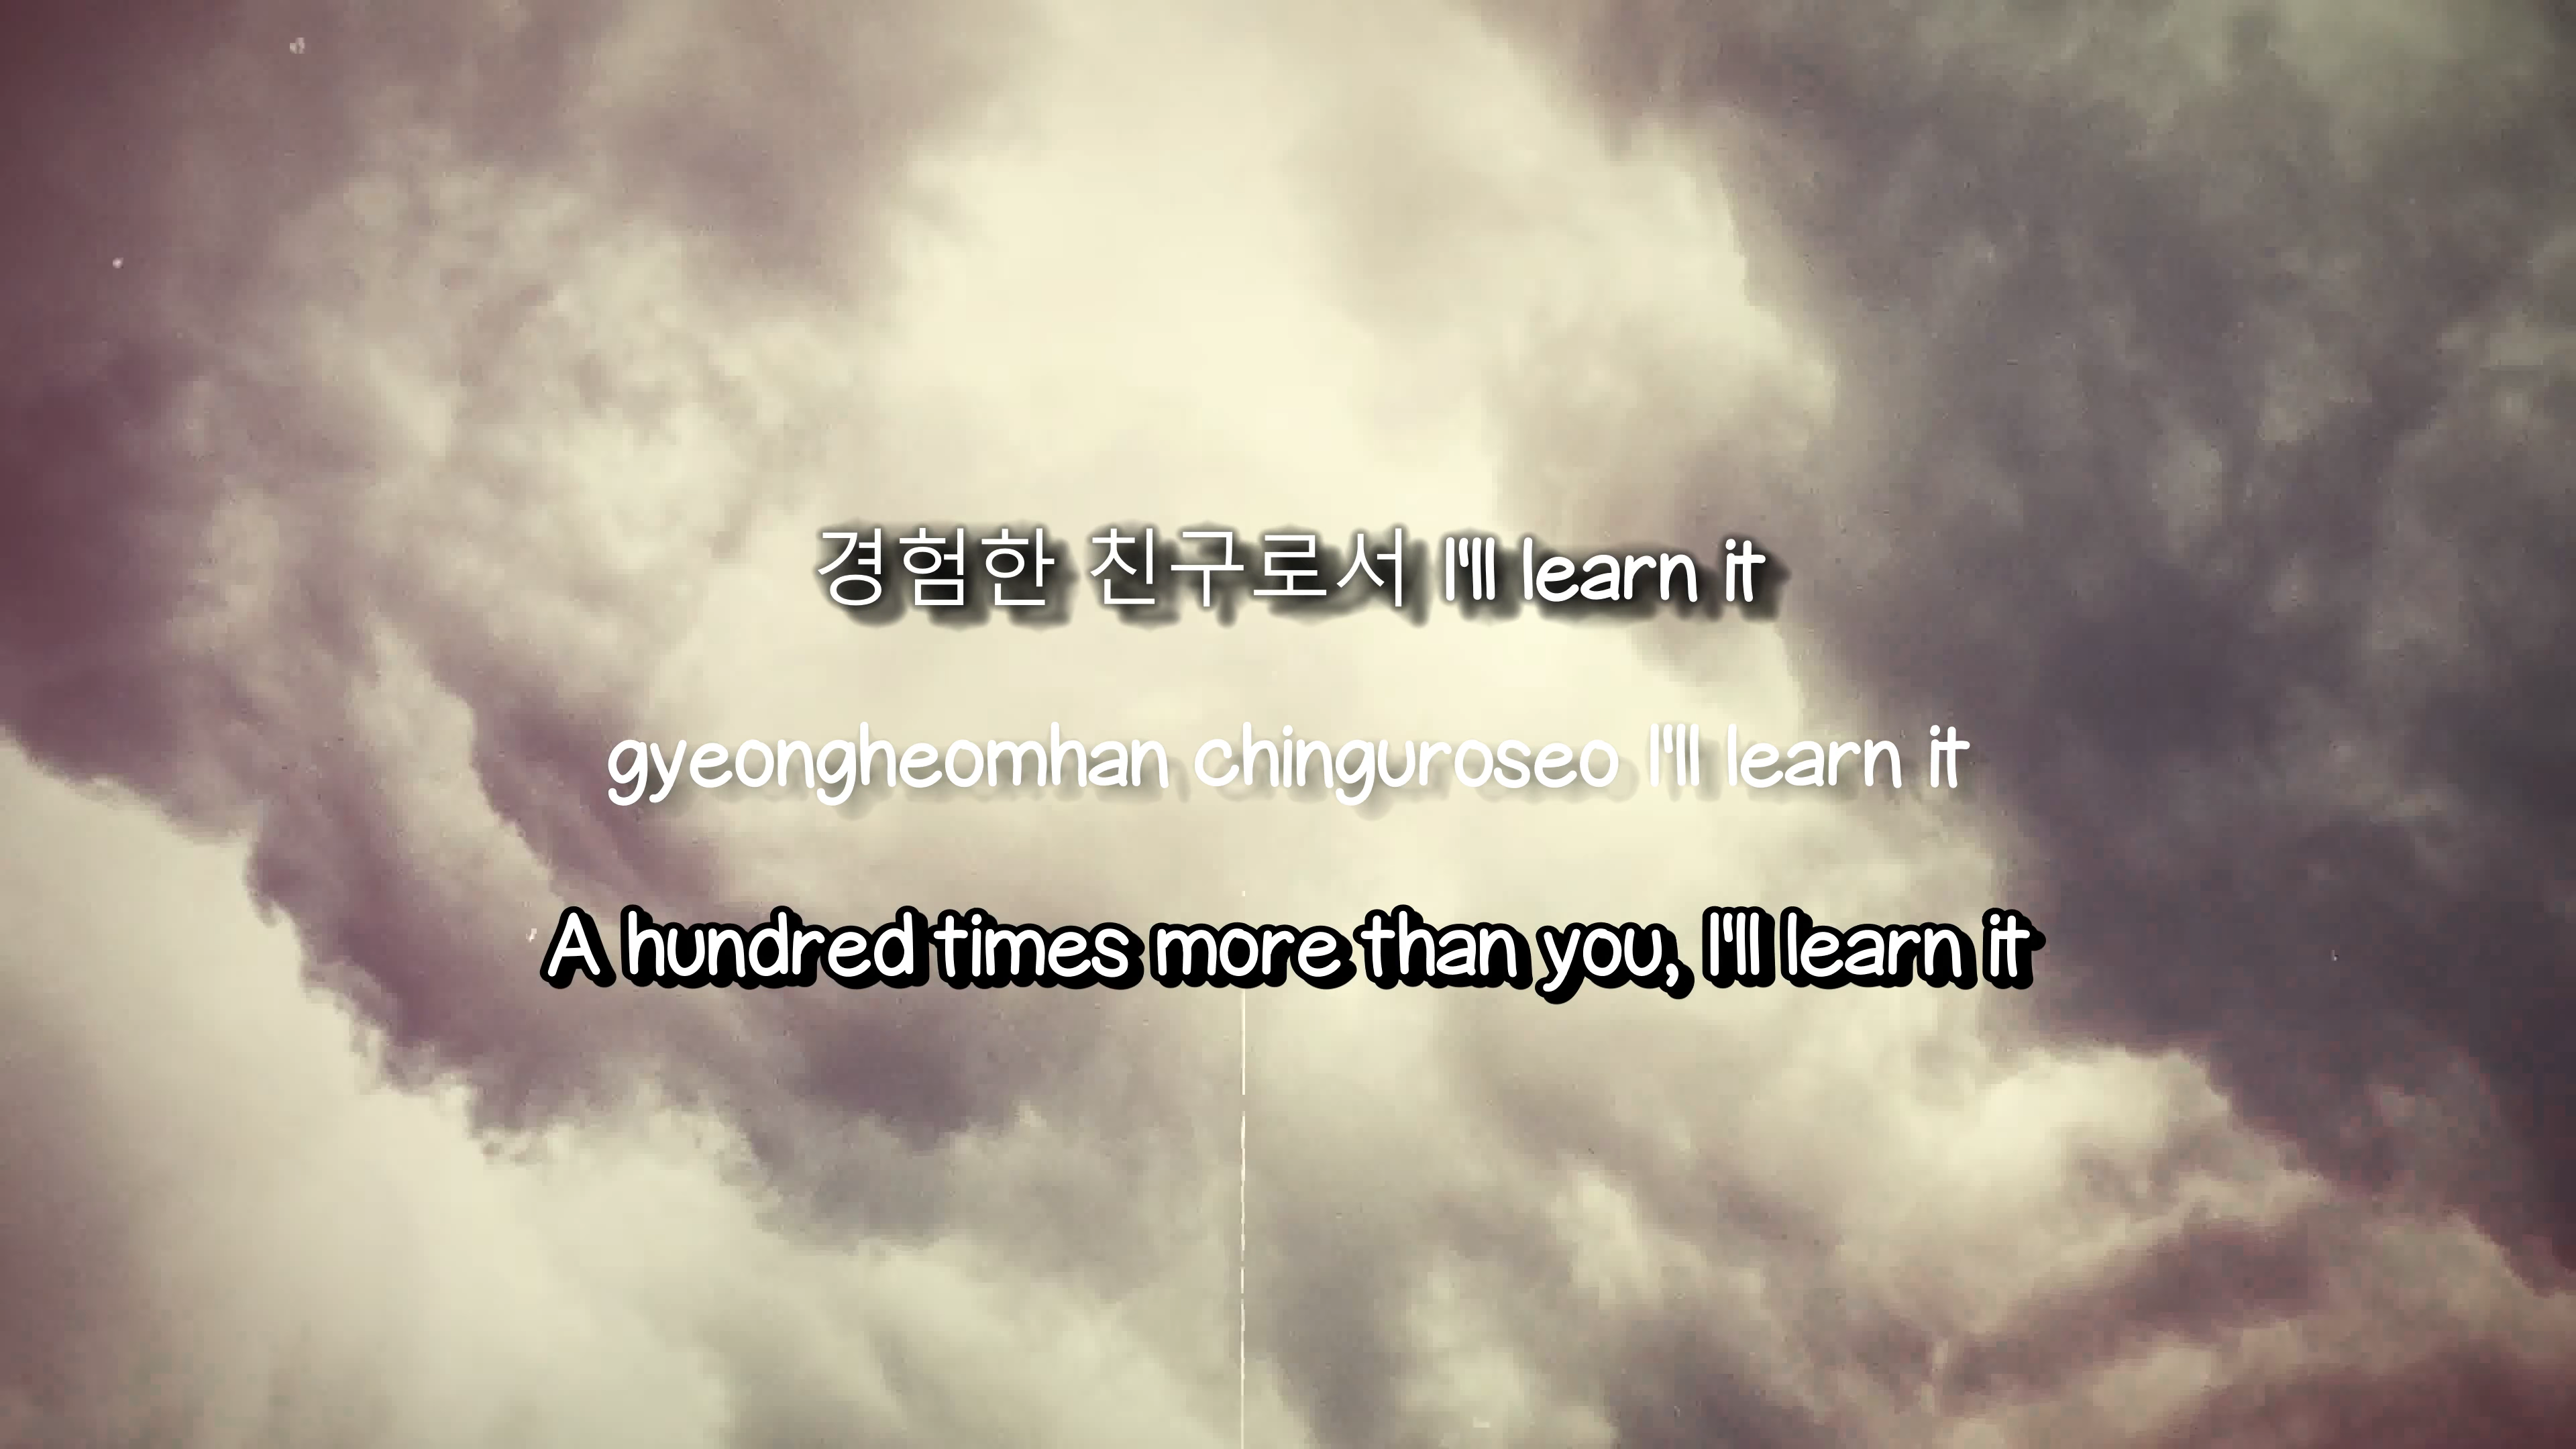 경험한 친구로서 I'll learn it
gyeongheomhan chinguroseo I'll learn it
A hundred times more than you, I'll learn it